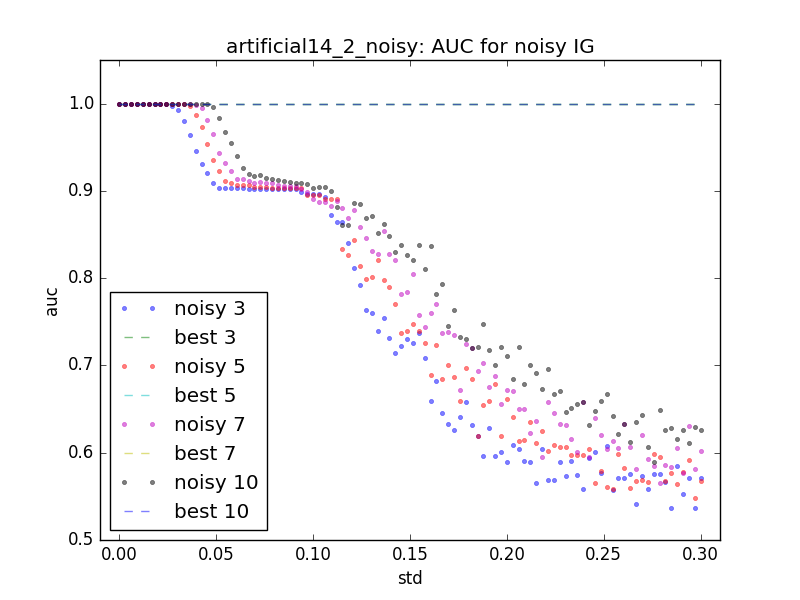 artificial14_2_noisy: AUC for noisy IG
1.0
0.9
0.8
0.7
0.6
0.5
auc
noisy 3
best 3
noisy 5
best 5
noisy 7
best 7
noisy 10
best 10
0.00 0.05 0.10 0.15 0.20 0.25 0.30
std